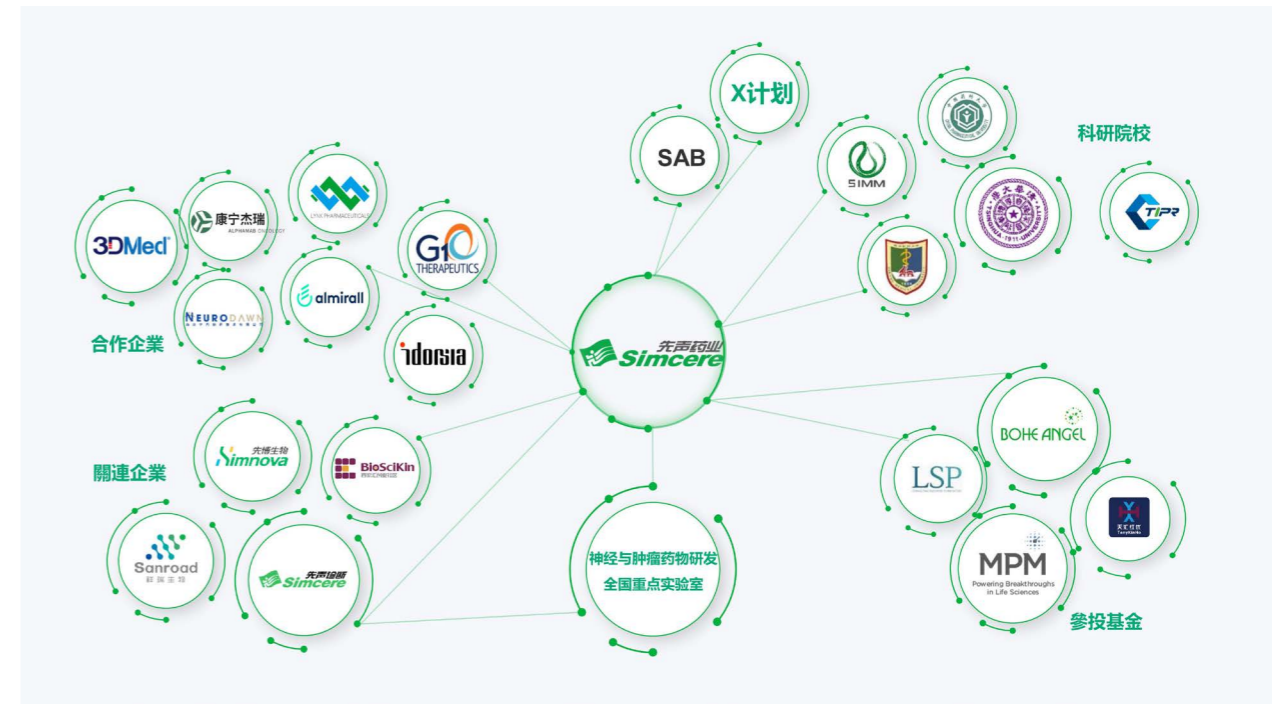 X计划
SAB
科研院校
SIMM
TSINGHUA-1911-UNIVERSITY
TIPR
LYNK PHARMACEUTICALS
康宁杰瑞
ALPHAMAB ONCOLOGY
3DMed
G1
THERAPEUTICS
almirall
NEURODAWN
合作企業
idorsia
先声药业
Simcere
先博生物
Simnova
關連企業
BioSciKin
Sanroad
先声诊断
Simcere
神经与肿瘤药物研发
全国重点实验室
BOHE ANGEL
LSP
MPM
Powering Breakthroughs
in Life Sciences
參投基金